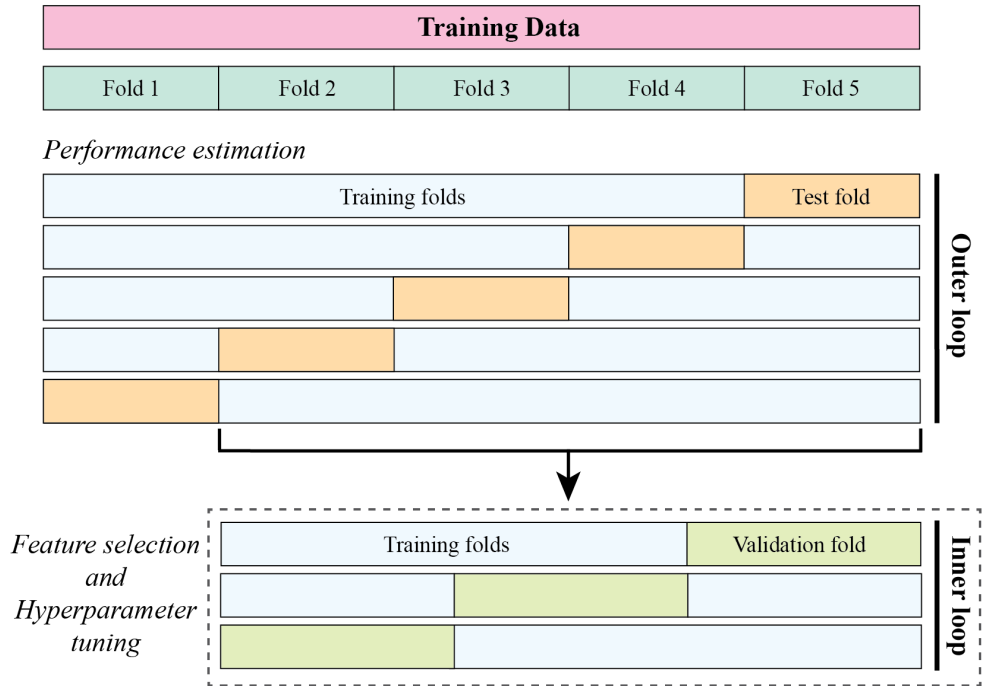 Training Data
Fold 1
Fold 2
Fold 3
Fold 4
Fold 5
Performance estimation
Training folds
Test fold
Outer loop
Feature selection
and
Hyperparameter
tuning
Training folds
Validation fold
Inner loop